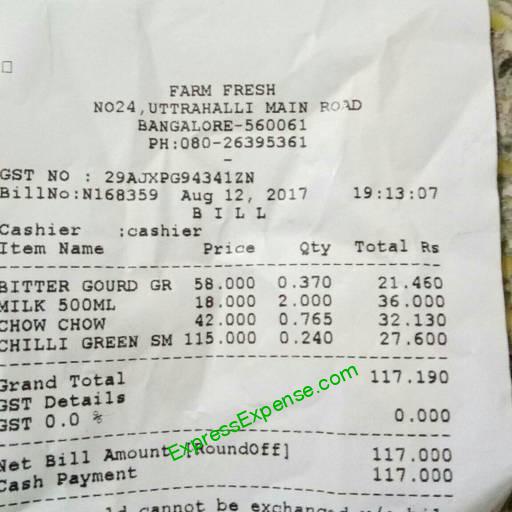 FARM FRESH
NO24,UTTRAHALLI MAIN ROAD
BANGALORE-560061
PH:080-26395361
-
GST NO : 29AJXPG94341ZN
BillNo:N168359 Aug 12, 2017 19:13:07
B I L L
Cashier :cashier
Item Name Price Qty Total Rs
BITTER GOURD GR 58.000 0.370 21.460
MILK 500ML 18.000 2.000 36.000
CHOW CHOW 42.000 0.765 32.130
CHILLI GREEN SM 115.000 0.240 27.600
Grand Total 117.190
GST Details
GST 0.0 % 0.000
ExpressExpense.com
Net Bill Amount [RoundOff] 117.000
Cash Payment 117.000
cannot be exchanged